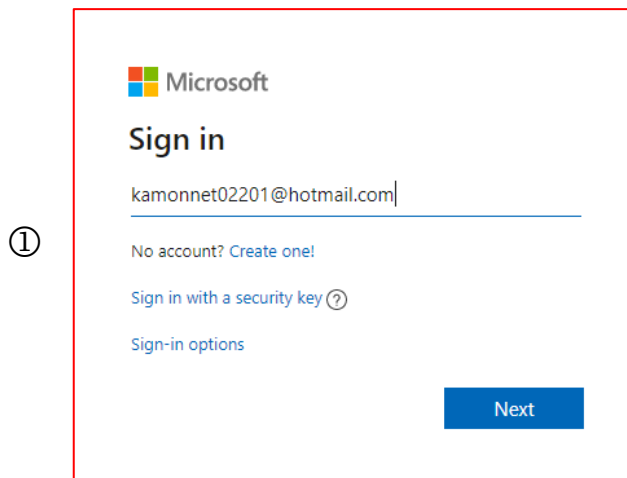 Microsoft
Sign in
kamonnet02201@hotmail.com
①
No account? Create one!
Sign in with a security key ?
Sign-in options
Next